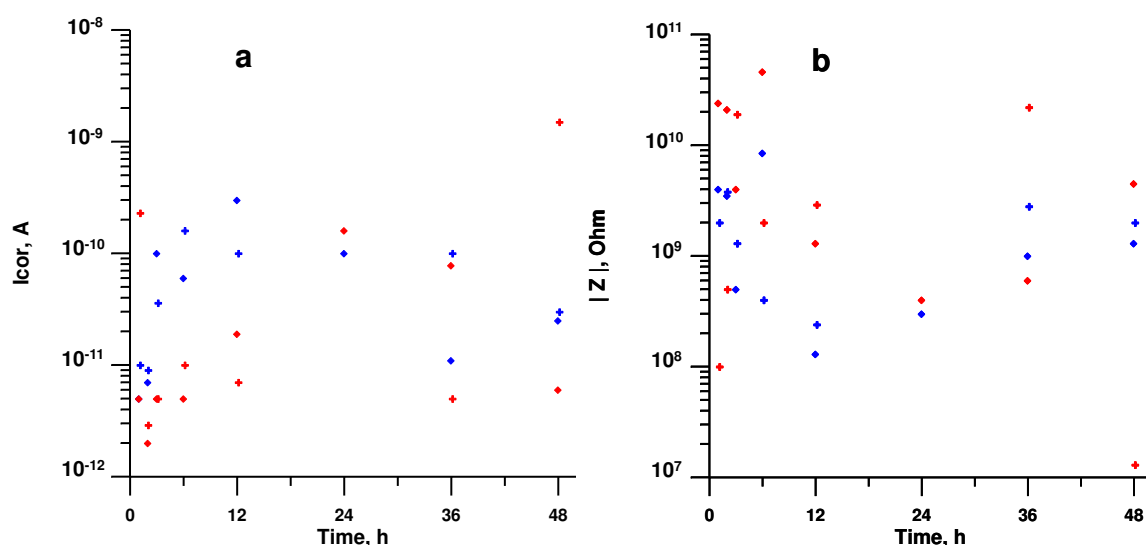 a
Icor, A
10-8
10-9
10-10
10-11
10-12
0 12 24 36 48
Time, h
b
| Z |, Ohm
1011
1010
109
108
107
0 12 24 36 48
Time, h